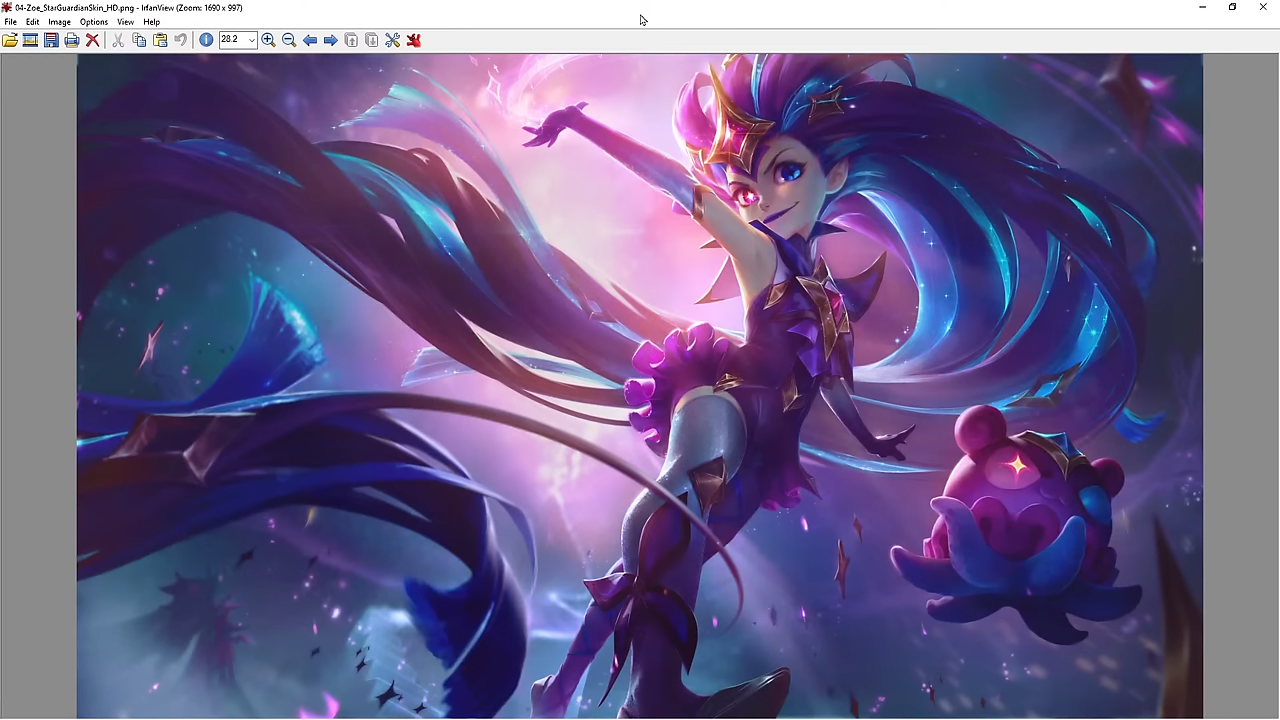 04-Zoe_StarGuardianSkin_HD.png - IrfanView (Zoom: 1690 x 997)
File Edit Image Options View Help
28.2